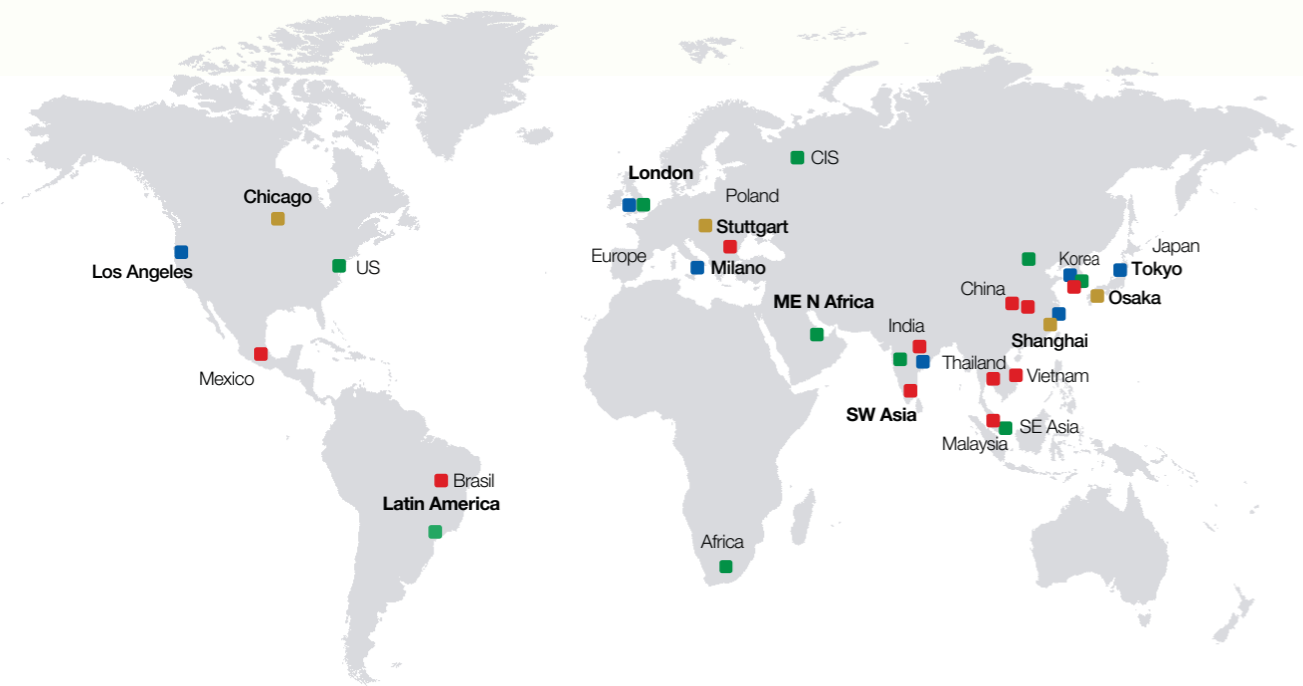 CIS
London
Poland
Chicago
Stuttgart
Europe
Milano
Los Angeles
US
Korea
Japan
Tokyo
China
Osaka
ME N Africa
India
Shanghai
Thailand
Vietnam
Mexico
SW Asia
SE Asia
Malaysia
Brasil
Latin America
Africa